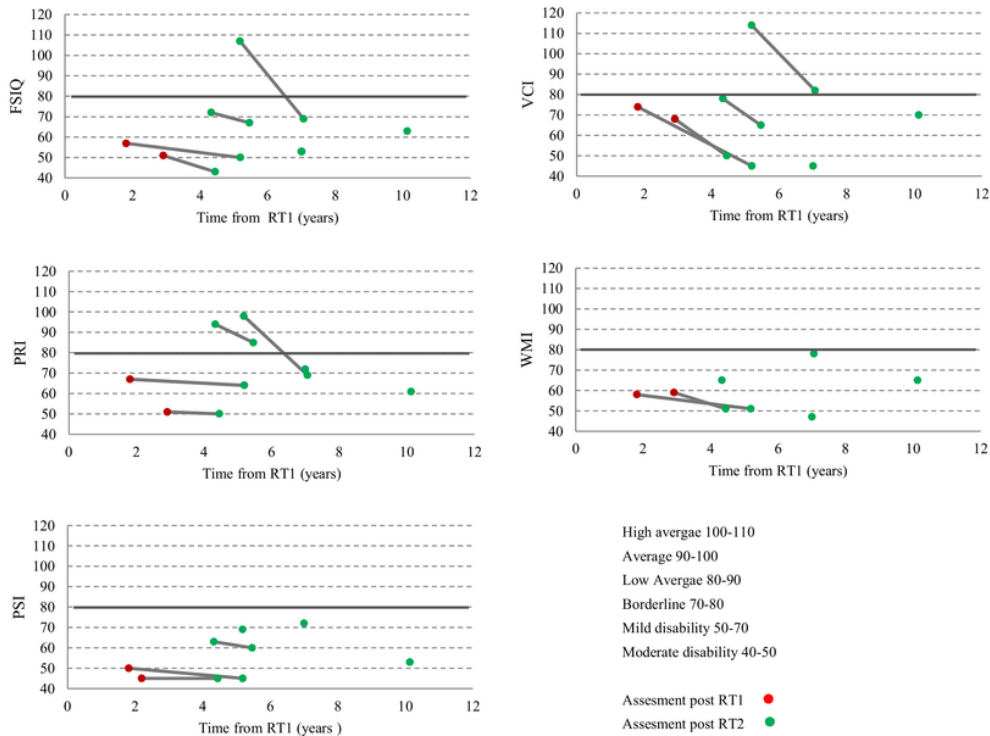 120
110
100
90
80
70
60
50
40
FSIQ
0 2 4 6 8 10 12
Time from RT1 (years)
120
110
100
90
80
70
60
50
40
VCI
0 2 4 6 8 10 12
Time from RT1 (years)
120
110
100
90
80
70
60
50
40
PRI
0 2 4 6 8 10 12
Time from RT1 (years)
120
110
100
90
80
70
60
50
40
WMI
0 2 4 6 8 10 12
Time from RT1 (years)
120
110
100
90
80
70
60
50
40
PSI
0 2 4 6 8 10 12
Time from RT1 (years )
High avergae 100-110
Average 90-100
Low Avergae 80-90
Borderline 70-80
Mild disability 50-70
Moderate disability 40-50
Assesment post RT1
Assesment post RT2